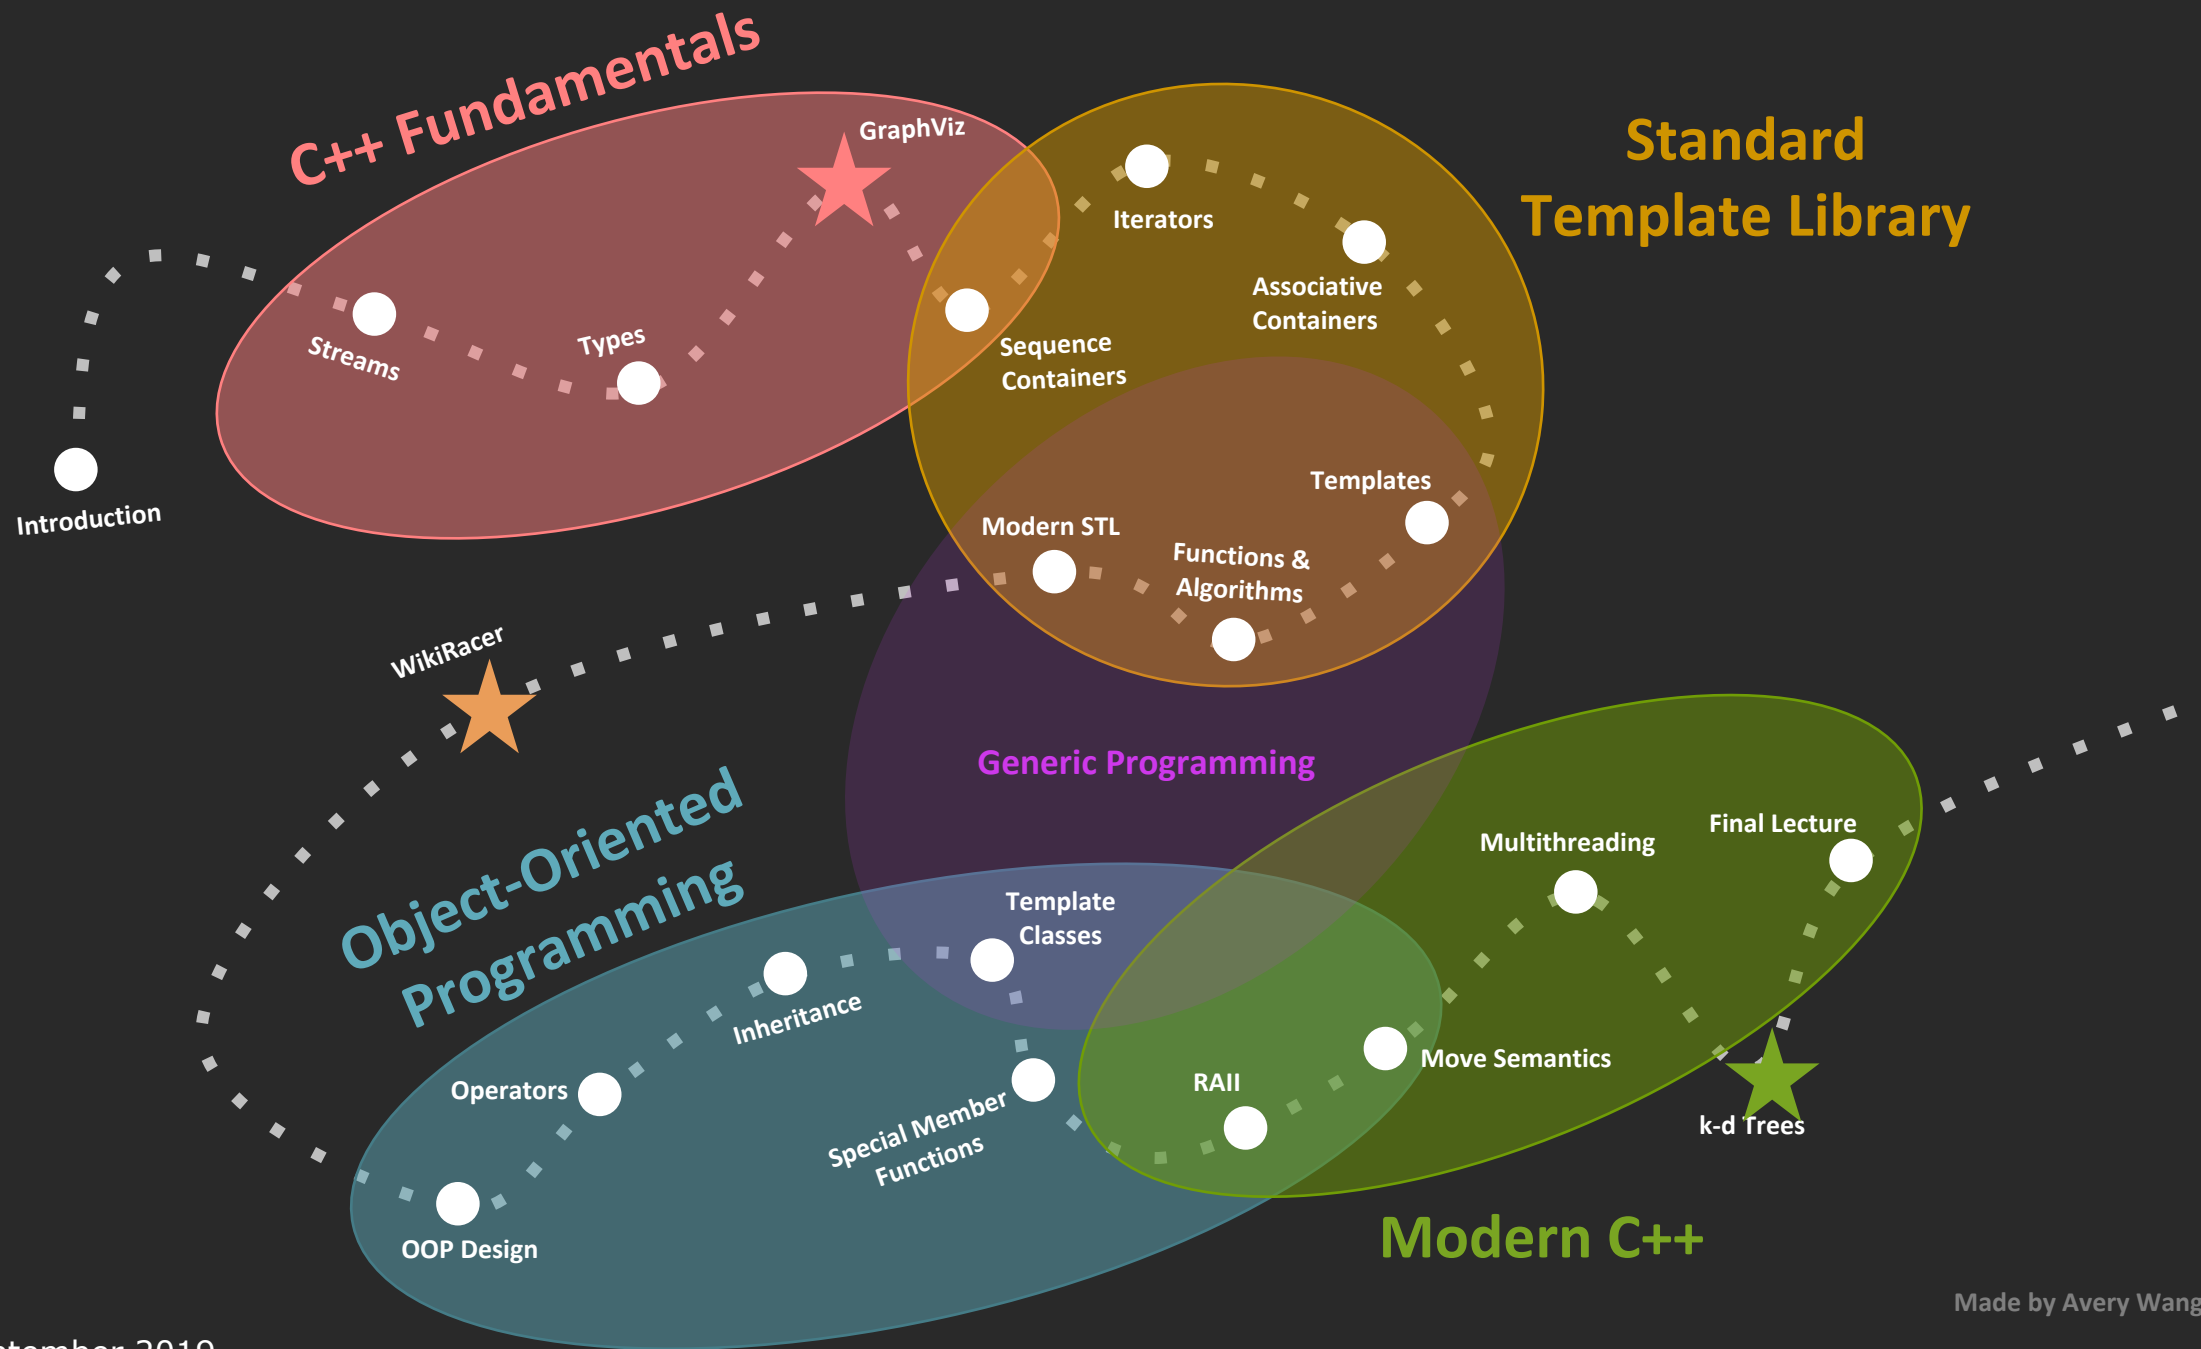 C++ Fundamentals
GraphViz
Standard
Template Library
Iterators
Associative
Containers
Streams
Types
Sequence
Containers
Introduction
Templates
Modern STL
Functions &
Algorithms
WikiRacer
Generic Programming
Object-Oriented
Programming
Multithreading
Final Lecture
Template
Classes
Inheritance
Operators
Move Semantics
RAII
Special Member
Functions
k-d Trees
OOP Design
Modern C++
Made by Avery Wang
2019